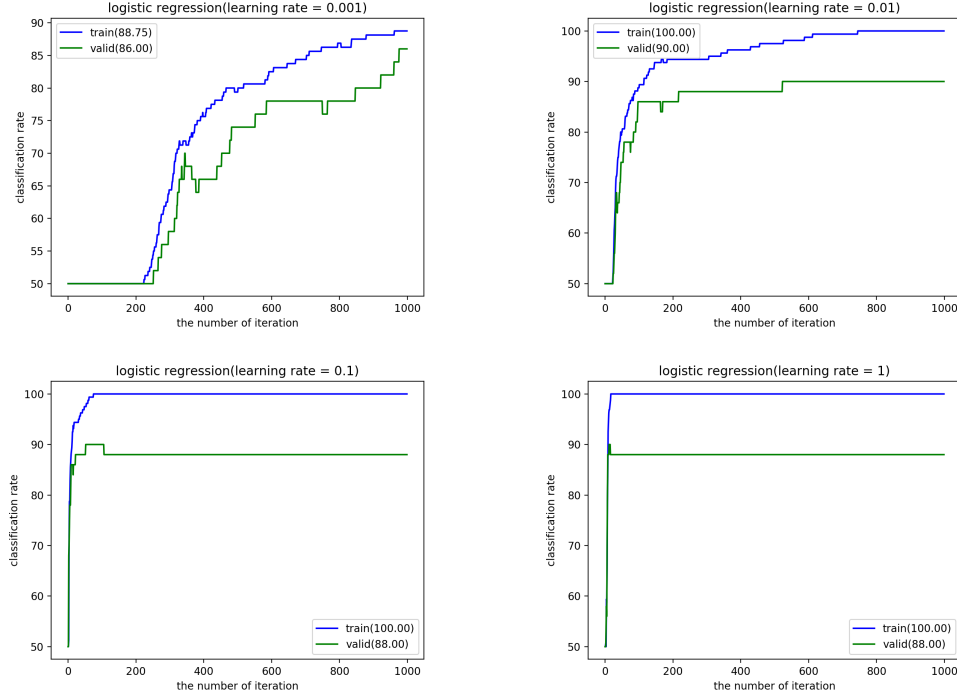 logistic regression(learning rate = 0.001)
train(88.75)
valid(86.00)
classification rate
90
85
80
75
70
65
60
55
50
0
200
400
600
800
1000
the number of iteration
logistic regression(learning rate = 0.01)
train(100.00)
valid(90.00)
classification rate
100
90
80
70
60
50
0
200
400
600
800
1000
the number of iteration
logistic regression(learning rate = 0.1)
classification rate
100
90
80
70
60
50
train(100.00)
valid(88.00)
0
200
400
600
800
1000
the number of iteration
logistic regression(learning rate = 1)
classification rate
100
90
80
70
60
50
train(100.00)
valid(88.00)
0
200
400
600
800
1000
the number of iteration